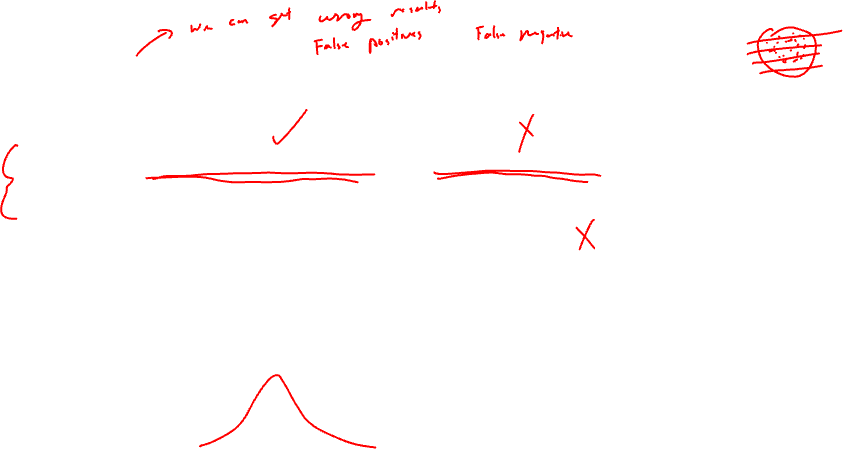 We can get wrong results
False positives False negative